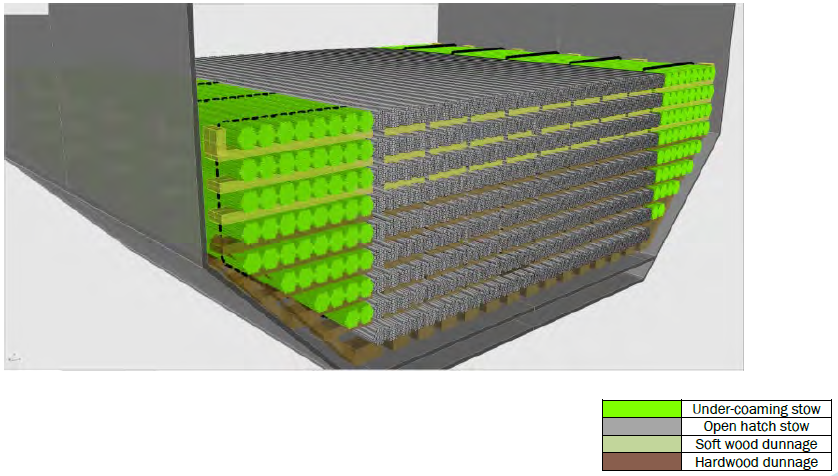 Under-coaming stow
Open hatch stow
Soft wood dunnage
Hardwood dunnage